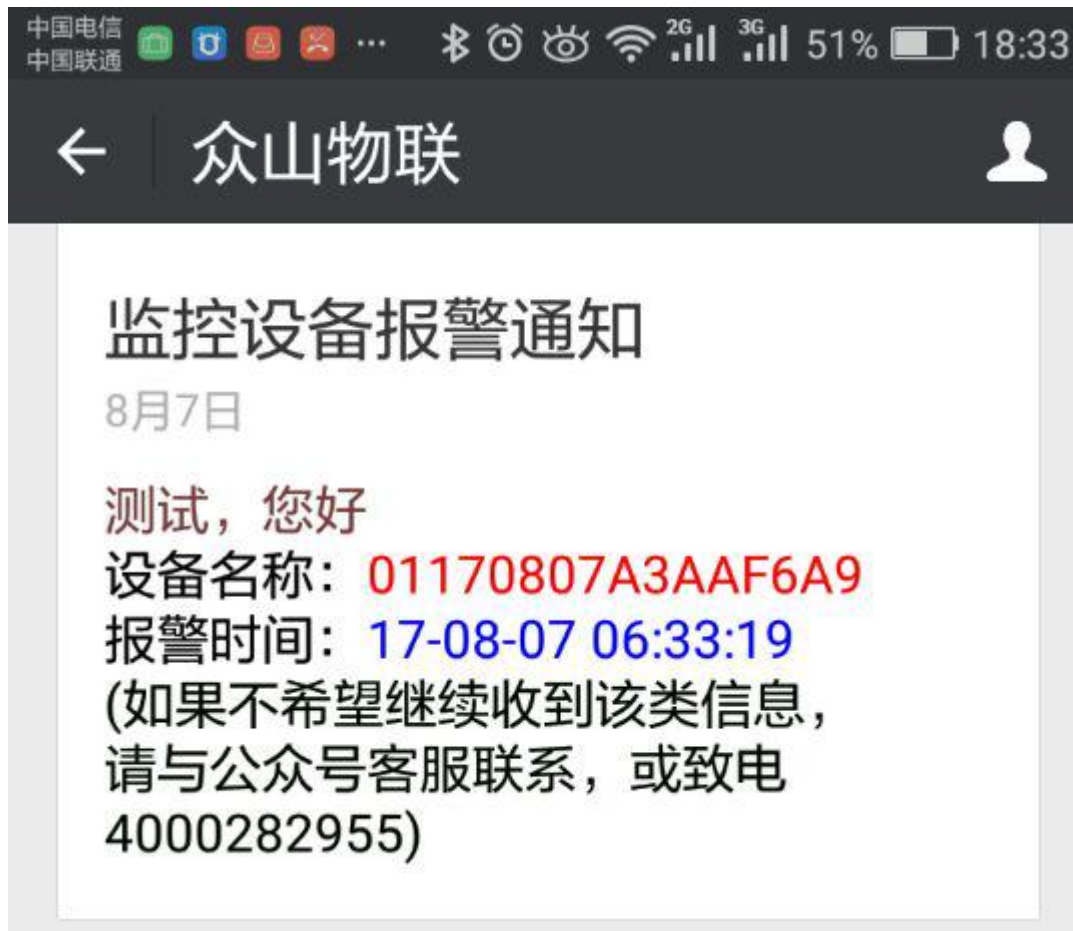 中国电信
中国联通
2G 3G 51% 18:33
众山物联
监控设备报警通知
8月7日
测试，您好
设备名称：01170807A3AAF6A9
报警时间：17-08-07 06:33:19
(如果不希望继续收到该类信息，
请与公众号客服联系，或致电
4000282955)